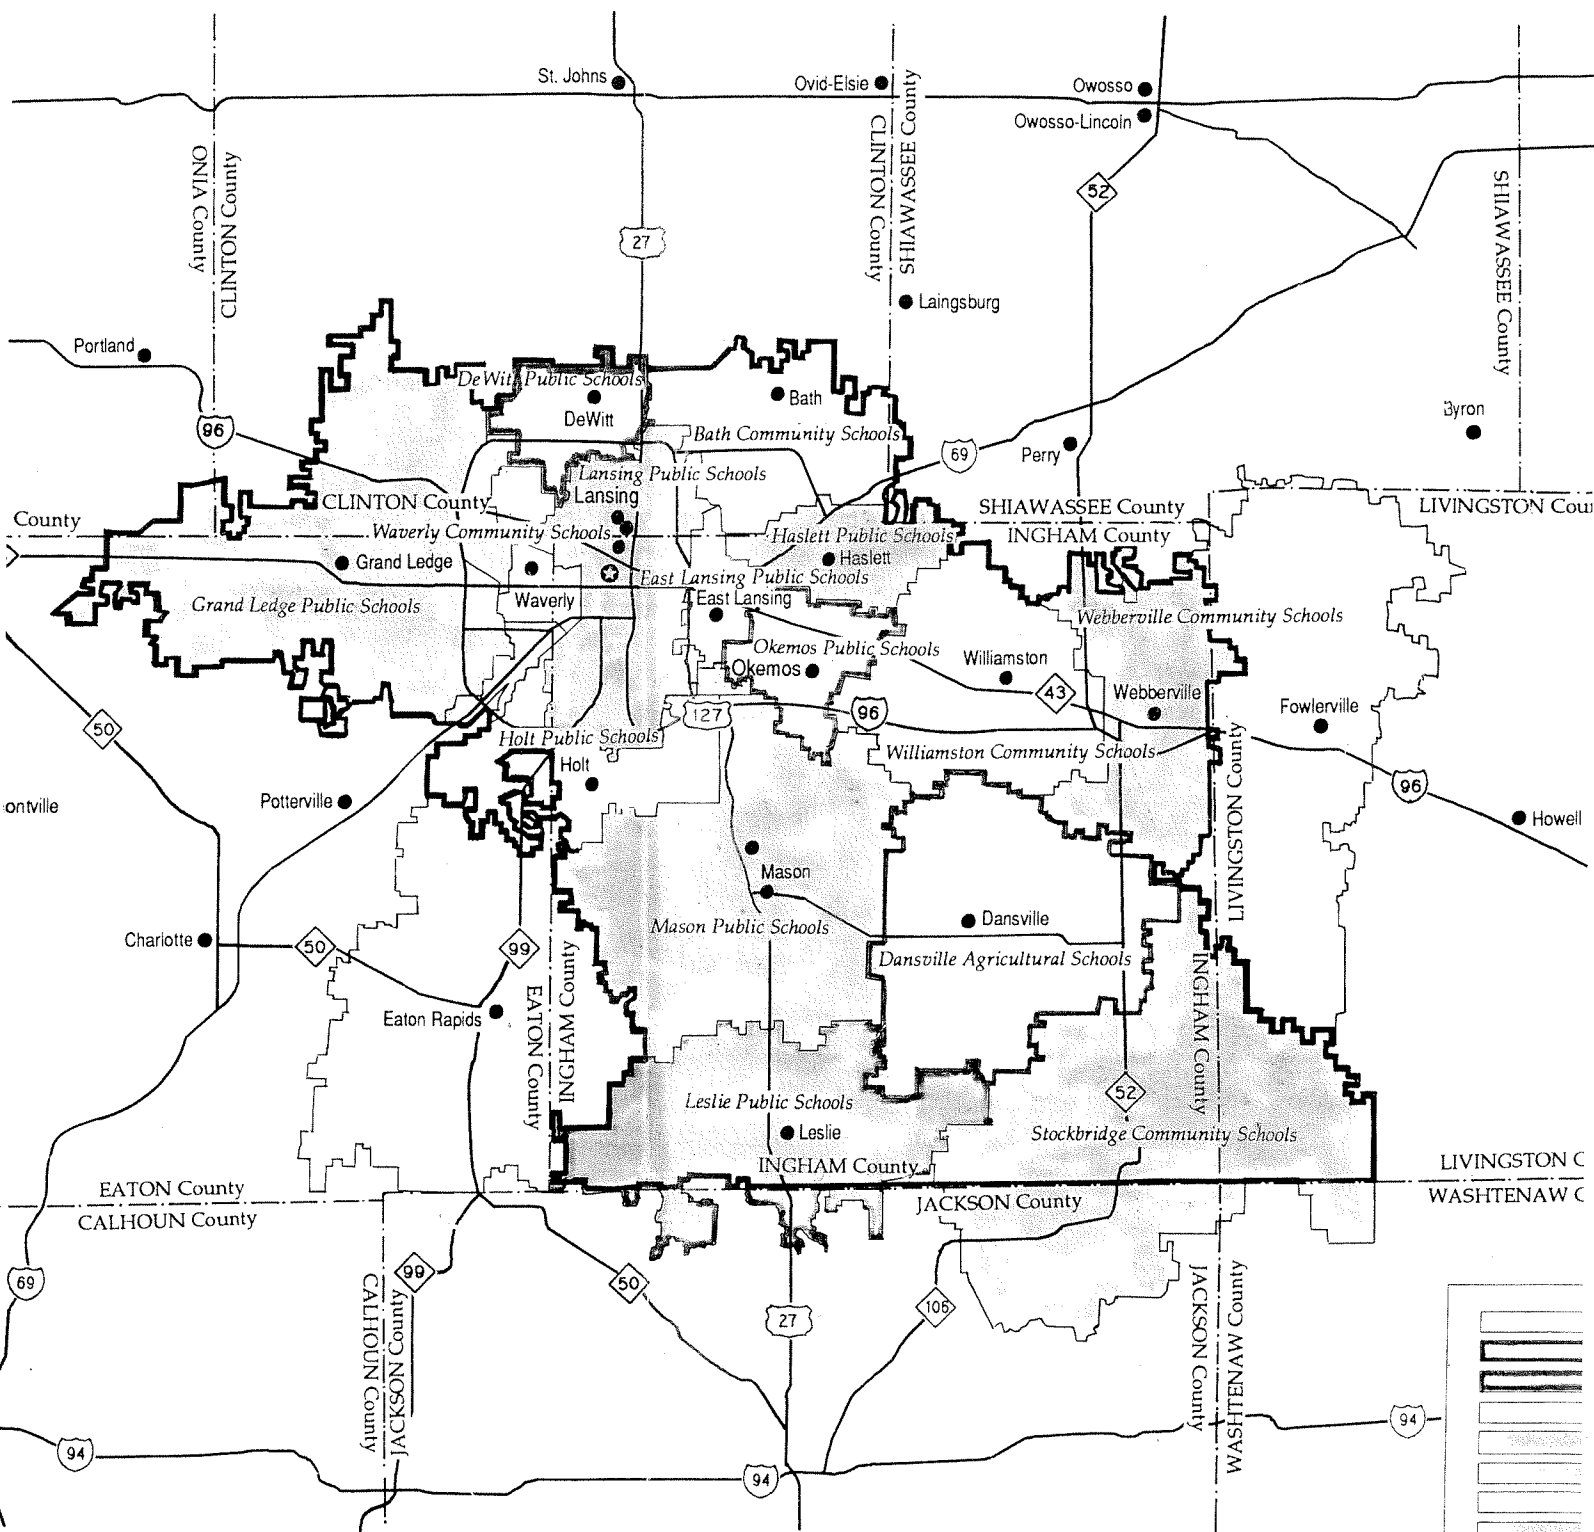 St. Johns
Ovid-Elsie
Owosso
Owosso-Lincoln
ONIA County
CLINTON County
CLINTON County
SHIAWASSEE County
SHIAWASSEE County
52
27
Laingsburg
Portland
DeWitt Public Schools
DeWitt
Bath
Byron
96
Bath Community Schools
69
Perry
Lansing Public Schools
Lansing
CLINTON County
SHIAWASSEE County
LIVINGSTON Cou
County
Waverly Community Schools
Haslett Public Schools
INGHAM County
Grand Ledge
Haslett
East Lansing Public Schools
Waverly
East Lansing
Grand Ledge Public Schools
Webberville Community Schools
Okemos Public Schools
Okemos
Williamston
43
Webberville
50
127
96
Fowlerville
Holt Public Schools
Williamston Community Schools
Holt
LIVINGSTON County
ontville
Potterville
96
Howell
Mason
LIVINGSTON County
Mason Public Schools
Dansville
Chariotte
50
99
Dansville Agricultural Schools
Eaton Rapids
EATON County
INGHAM County
INGHAM County
52
Leslie Public Schools
Leslie
Stockbridge Community Schools
INGHAM County
LIVINGSTON C
EATON County
JACKSON County
WASHTENAW C
CALHOUN County
69
99
50
106
27
CALHOUN County
JACKSON County
JACKSON County
WASHTENAW County
94
94
94